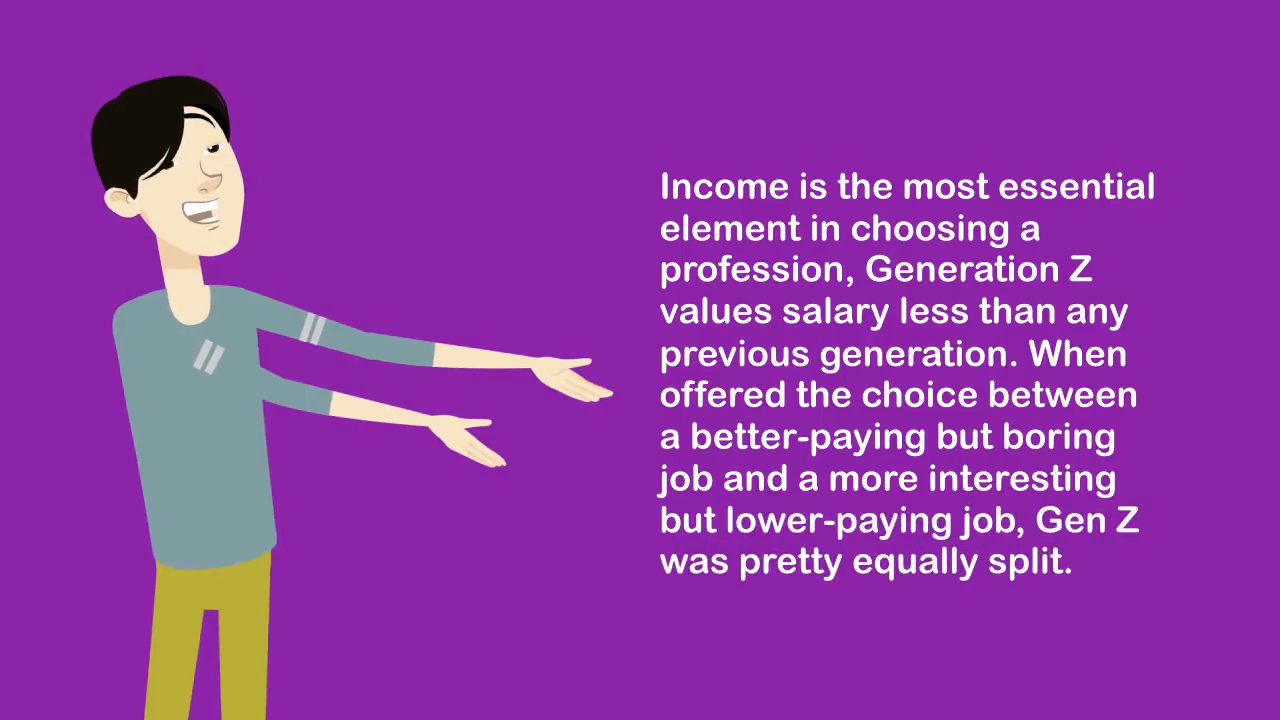 Income is the most essential
element in choosing a
profession, Generation Z
values salary less than any
previous generation. When
offered the choice between
a better-paying but boring
job and a more interesting
but lower-paying job, Gen Z
was pretty equally split.